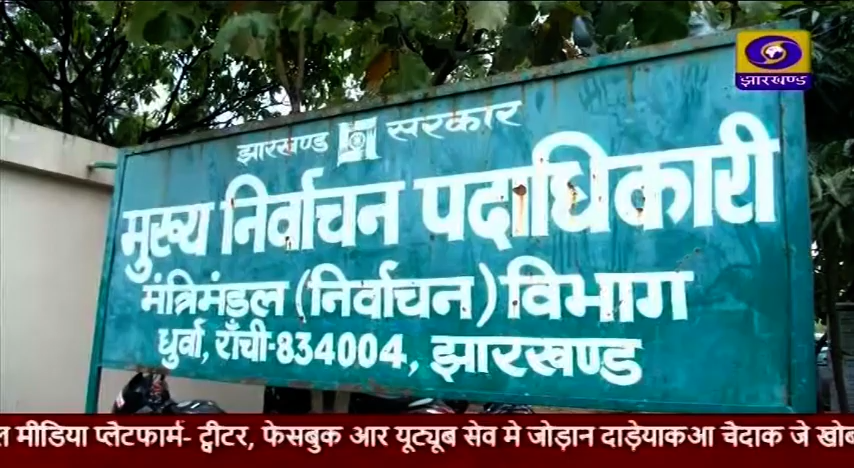 झारखण्ड
झारखण्ड सरकार
मुख्य निर्वाचन पदाधिकारी
मंत्रिमंडल (निर्वाचन) विभाग
धुर्वा, राँची-834004, झारखण्ड
मीडिया प्लेटफार्म- ट्वीटर, फेसबुक आर यूट्यूब सेव मे जोड़ान दाड़ेयाकआ चैदाक जे